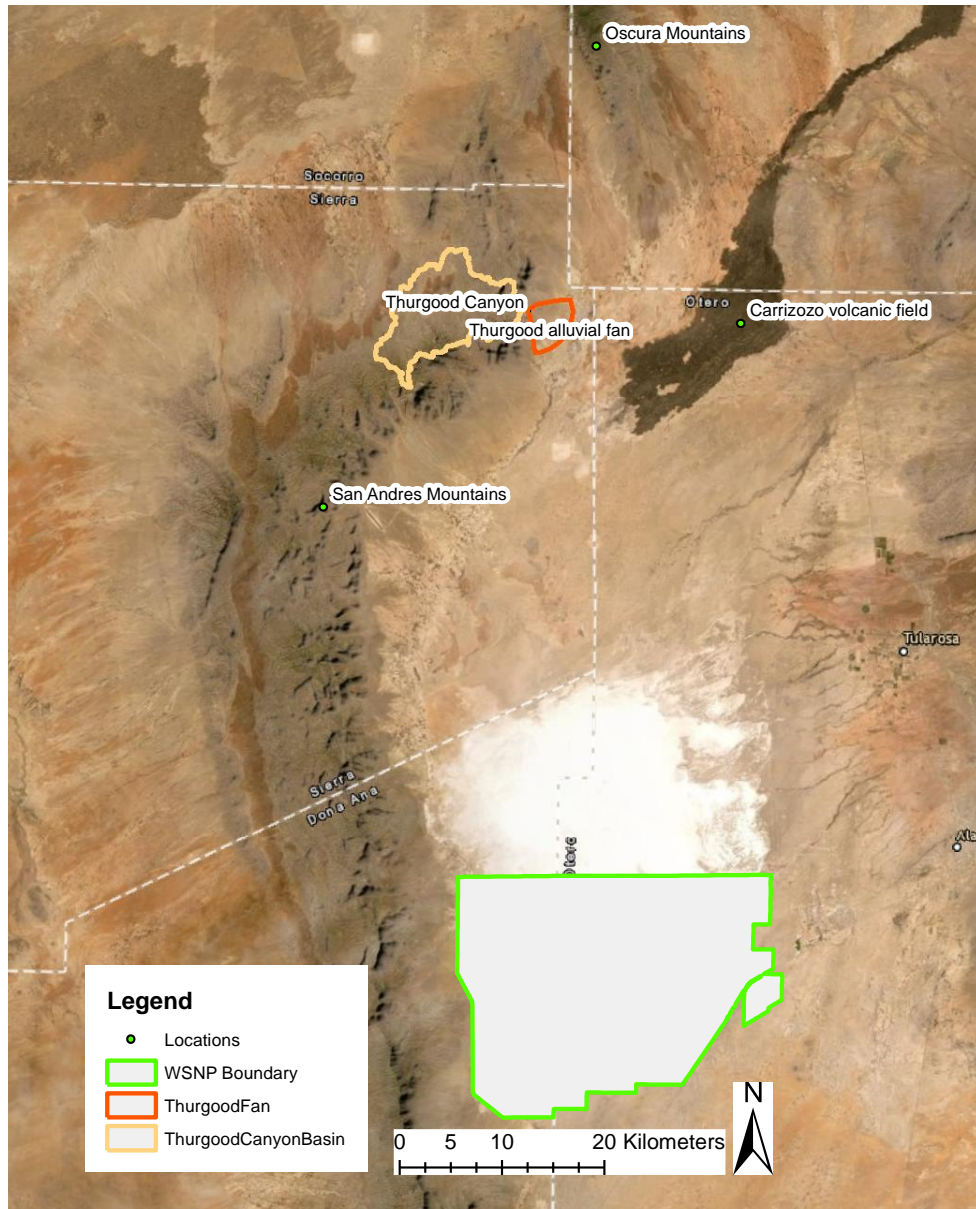 Oscura Mountains
Socorro
Sierra
Thurgood Canyon
Otero
Carrizozo volcanic field
Thurgood alluvial fan
San Andres Mountains
Tularosa
Sierra
Dona Ana
Otero
Ala
Legend
Locations
WSNP Boundary
ThurgoodFan
ThurgoodCanyonBasin
N
0 5 10 20 Kilometers